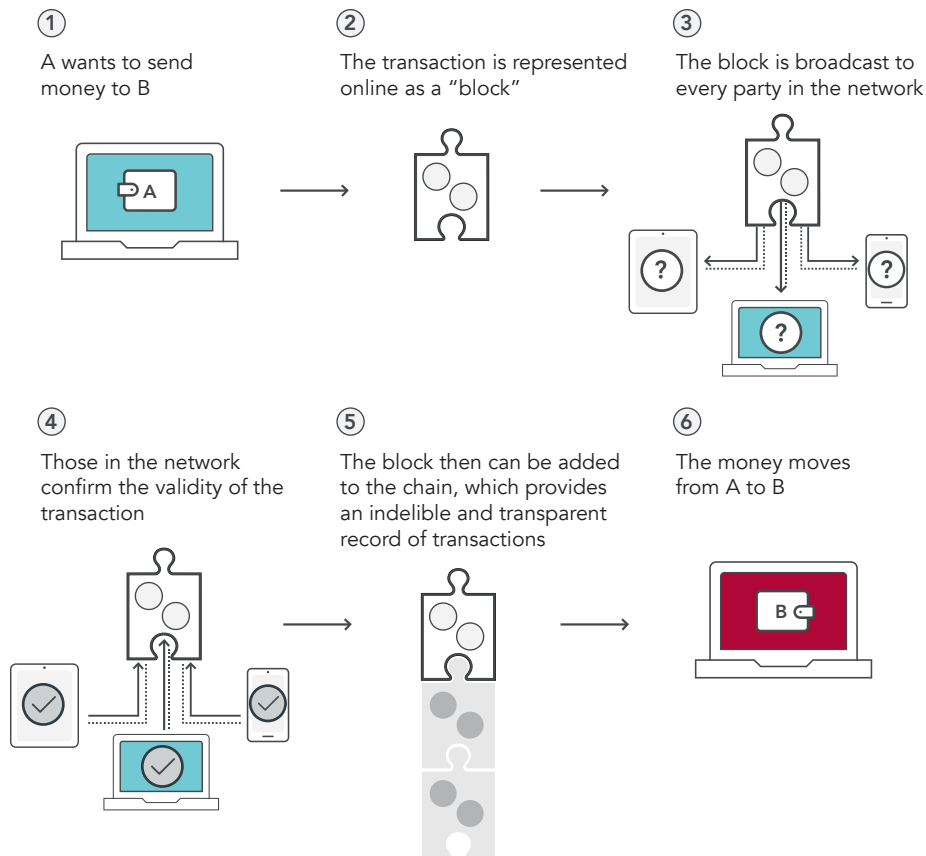 1
A wants to send
money to B
A
2
The transaction is represented
online as a “block”
3
The block is broadcast to
every party in the network
?
?
?
4
Those in the network
confirm the validity of the
transaction
5
The block then can be added
to the chain, which provides
an indelible and transparent
record of transactions
6
The money moves
from A to B
B